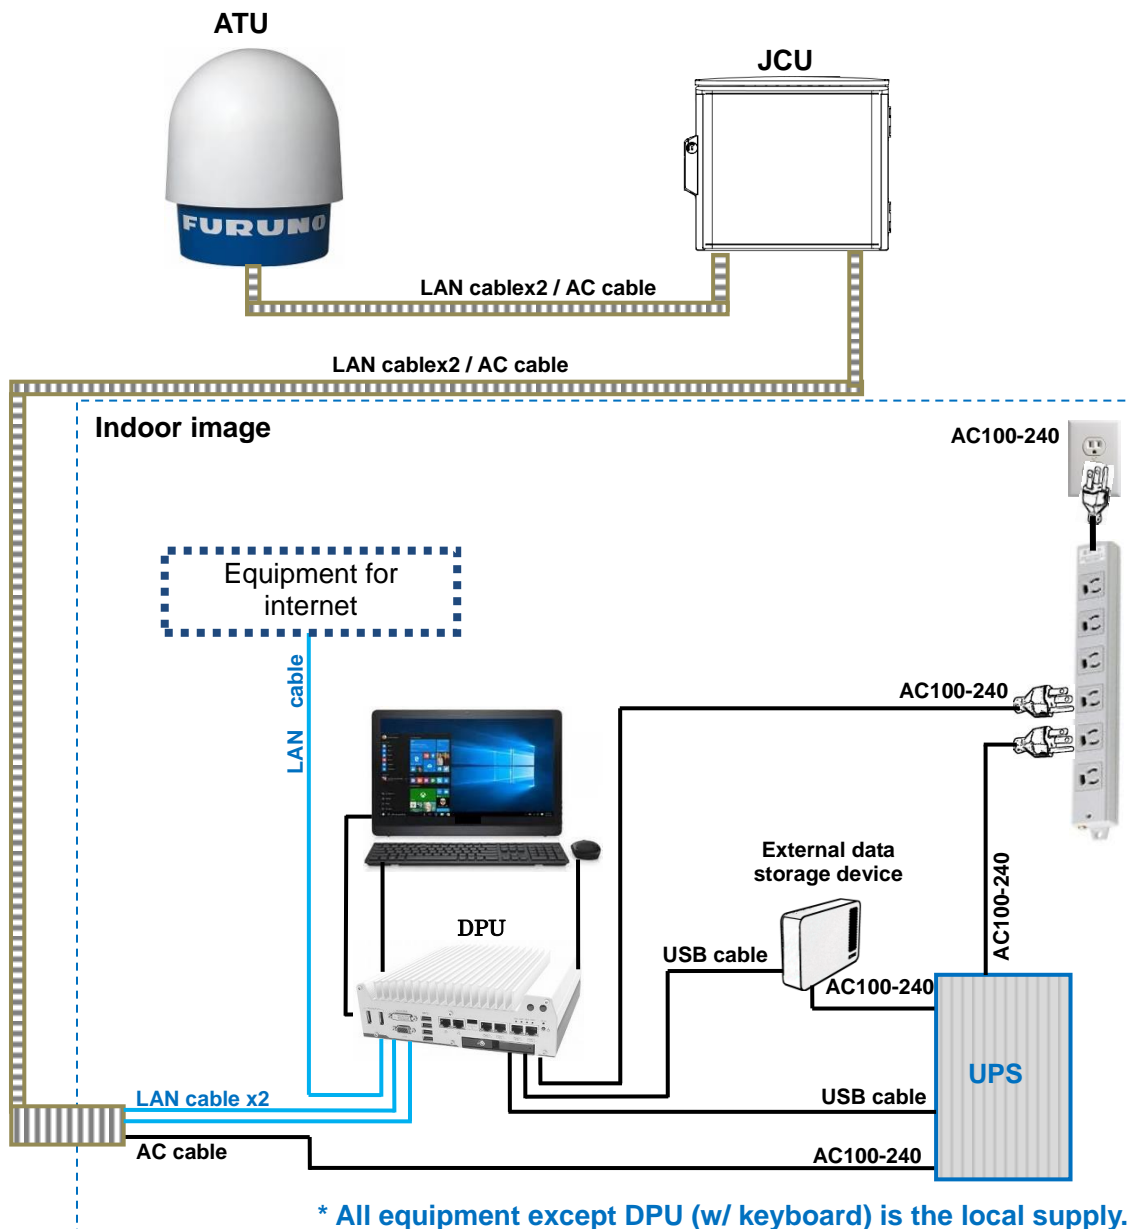 ATU
JCU
FURUNO
LAN cablex2 / AC cable
LAN cablex2 / AC cable
Indoor image
AC100-240
Equipment for
internet
LAN cable
AC100-240
External data
storage device
AC100-240
DPU
USB cable
AC100-240
UPS
LAN cable x2
USB cable
AC cable
AC100-240
* All equipment except DPU (w/ keyboard) is the local supply.